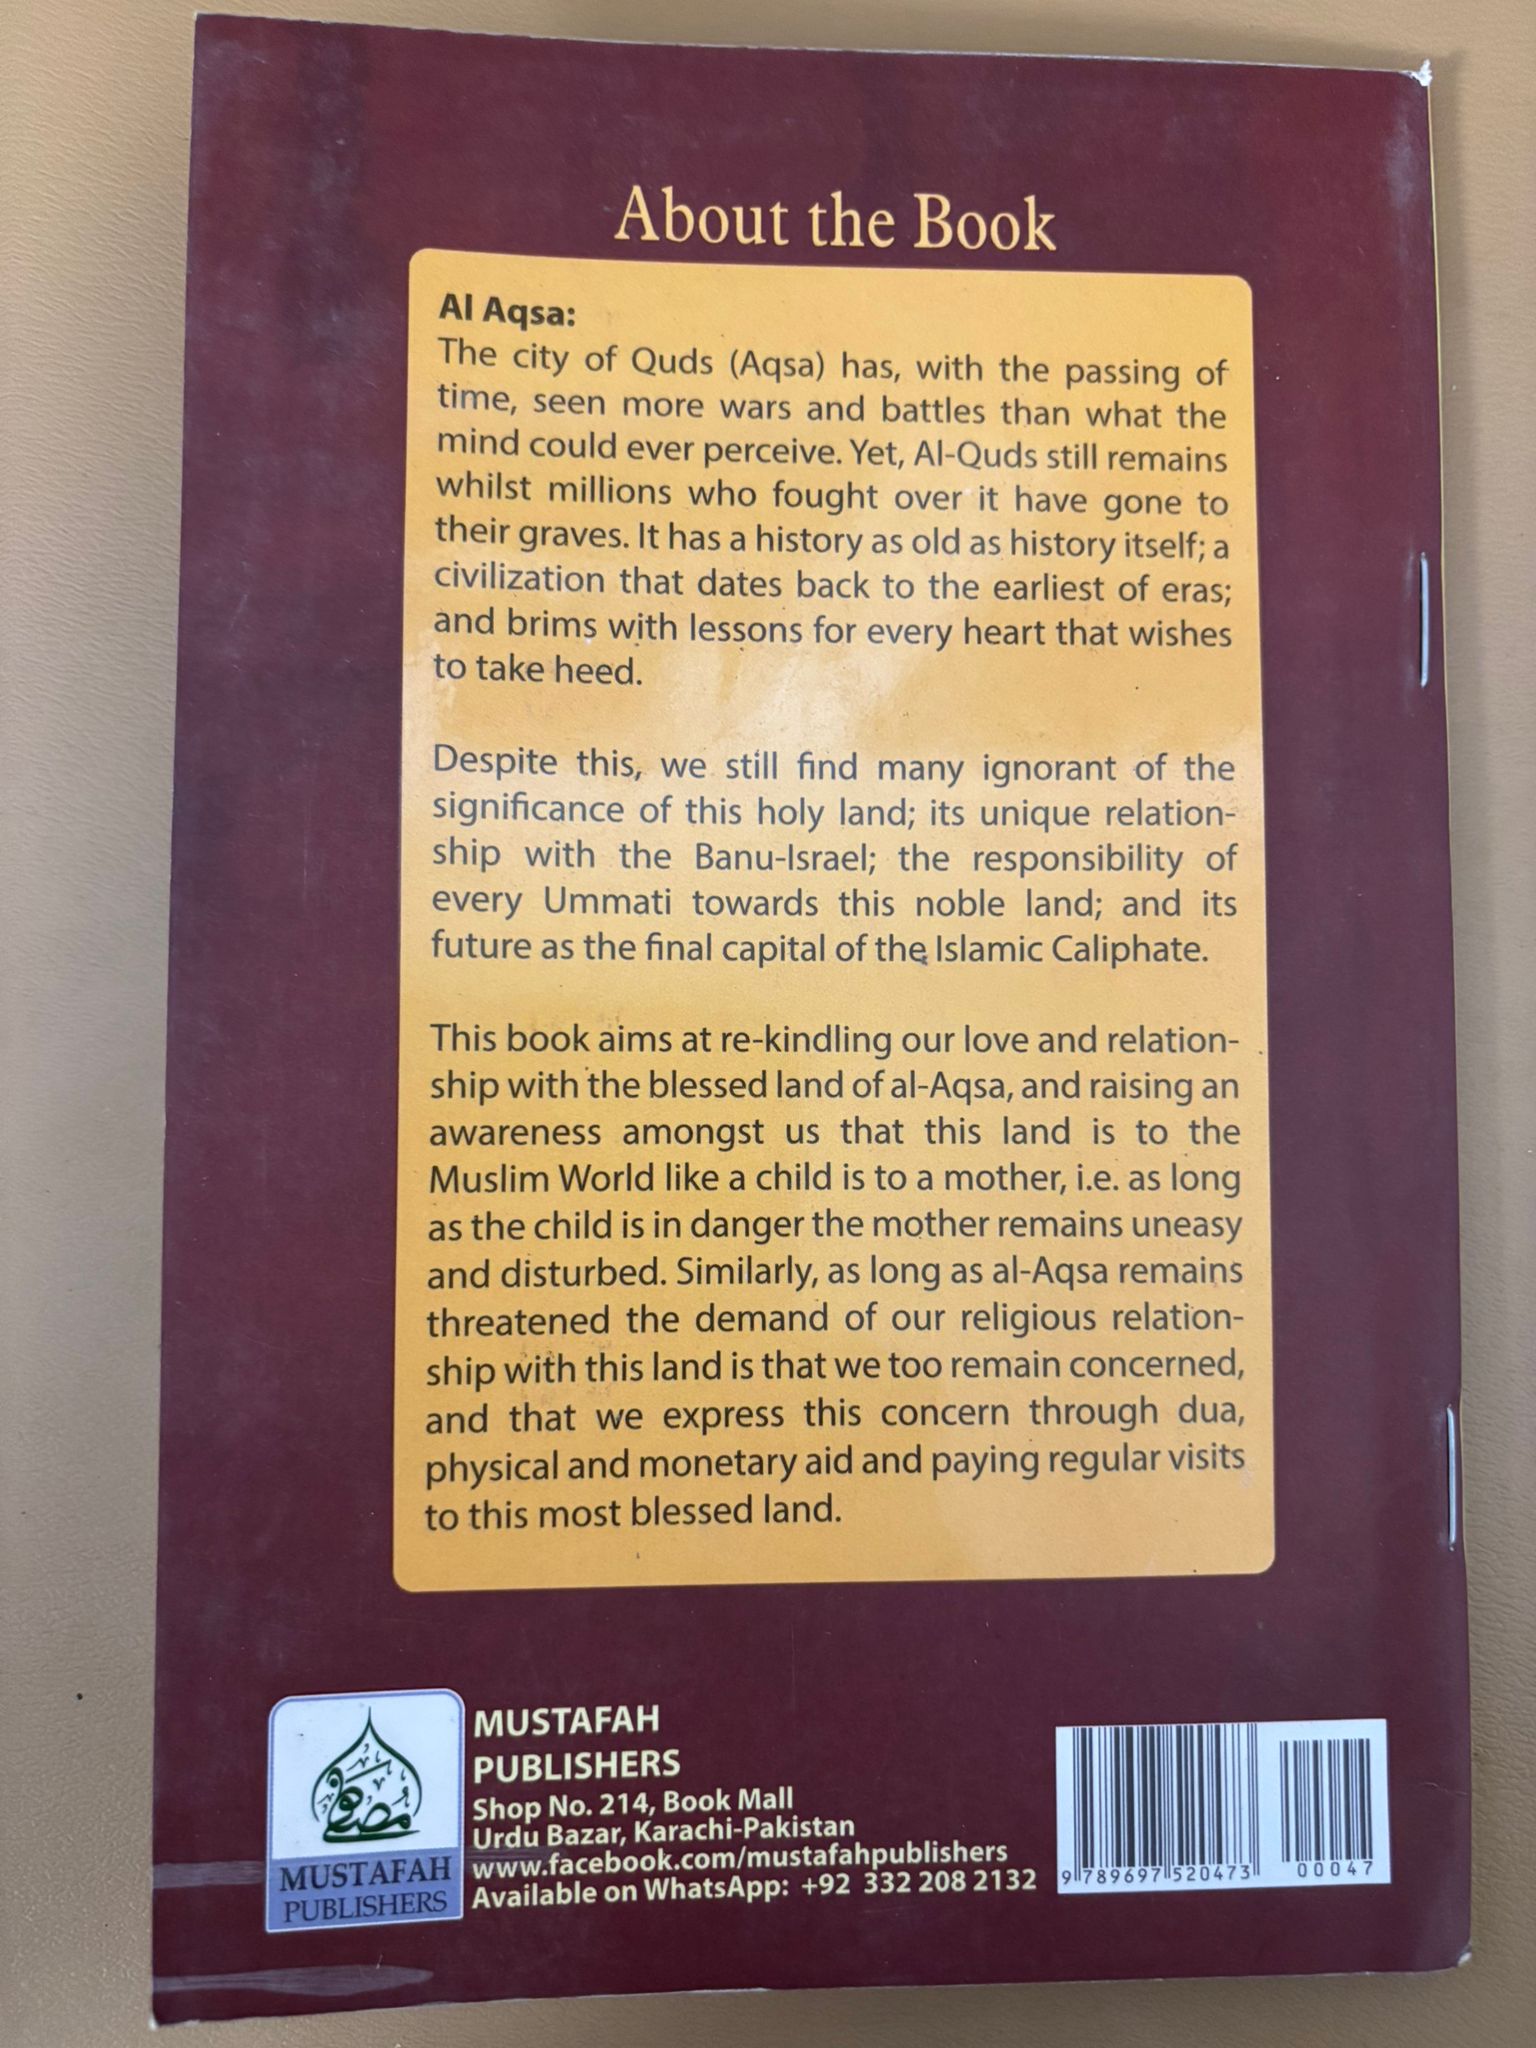 About the Book
Al Aqsa:
The city of Quds (Aqsa) has, with the passing of
time, seen more wars and battles than what the
mind could ever perceive. Yet, Al-Quds still remains
whilst millions who fought over it have gone to
their graves. It has a history as old as history itself; a
civilization that dates back to the earliest of eras;
and brims with lessons for every heart that wishes
to take heed.
Despite this, we still find many ignorant of the
significance of this holy land; its unique relation-
ship with the Banu-Israel; the responsibility of
every Ummati towards this noble land; and its
future as the final capital of the Islamic Caliphate.
This book aims at re-kindling our love and relation-
ship with the blessed land of al-Aqsa, and raising an
awareness amongst us that this land is to the
Muslim World like a child is to a mother, i.e. as long
as the child is in danger the mother remains uneasy
and disturbed. Similarly, as long as al-Aqsa remains
threatened the demand of our religious relation-
ship with this land is that we too remain concerned,
and that we express this concern through dua,
physical and monetary aid and paying regular visits
to this most blessed land.
مصطفی
MUSTAFAH
PUBLISHERS
MUSTAFAH
PUBLISHERS
Shop No. 214, Book Mall
Urdu Bazar, Karachi-Pakistan
www.facebook.com/mustafahpublishers
Available on WhatsApp: +92 332 208 2132
9 789697 520473
00047